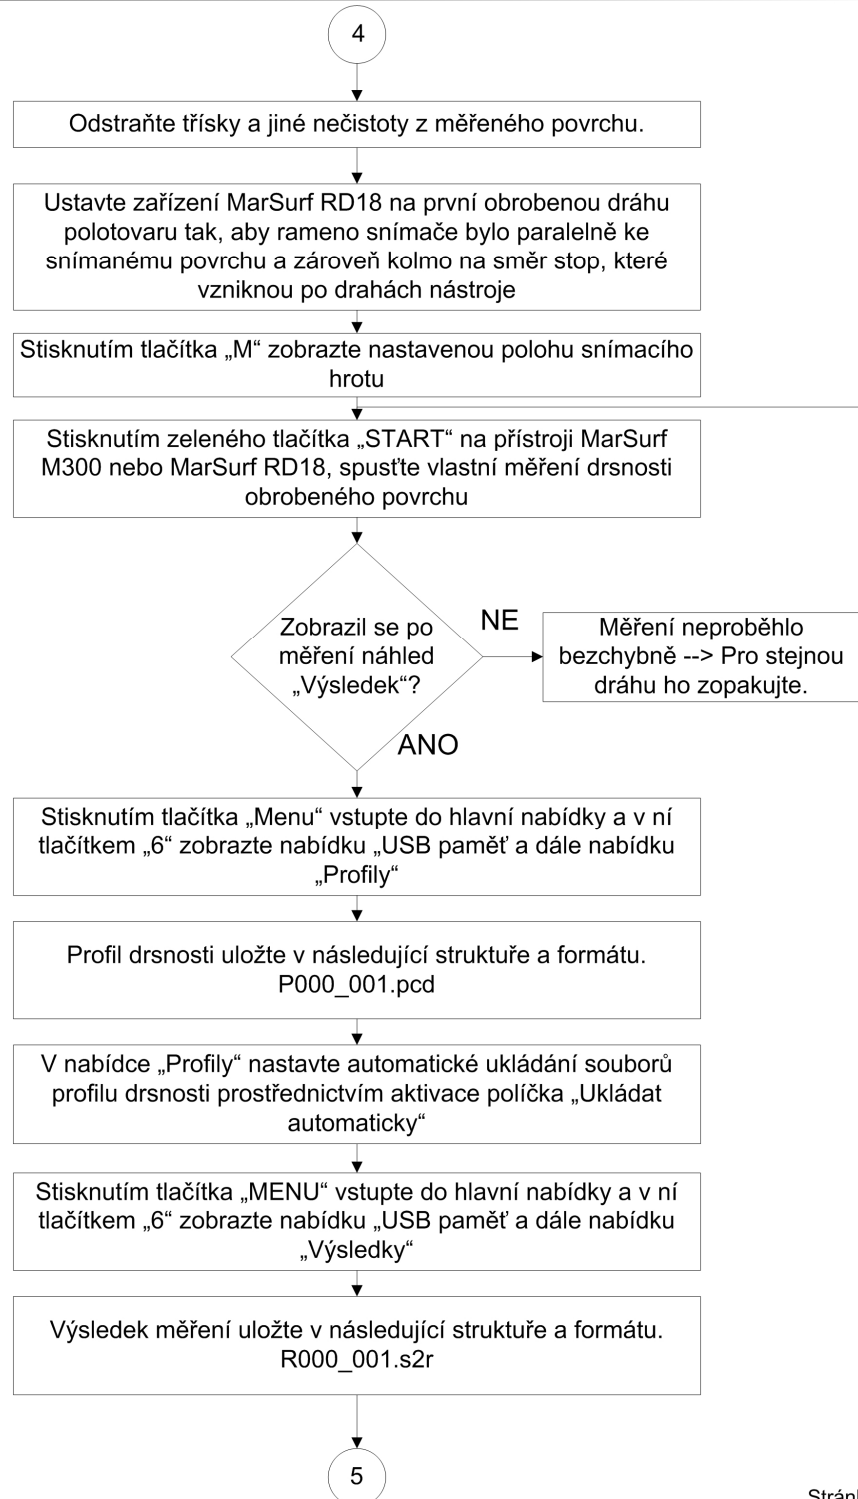 4
Odstraňte třísky a jiné nečistoty z měřeného povrchu.
Ustavte zařízení MarSurf RD18 na první obrobenou dráhu
polotovaru tak, aby rameno snímače bylo paralelně ke
snímanému povrchu a zároveň kolmo na směr stop, které
vzniknou po drahách nástroje
Stisknutím tlačítka „M“ zobrazte nastavenou polohu snímacího
hrotu
Stisknutím zeleného tlačítka „START“ na přístroji MarSurf
M300 nebo MarSurf RD18, spusťte vlastní měření drsnosti
obrobeného povrchu
Zobrazil se po
měření náhled
„Výsledek“?
NE
Měření neproběhlo
bezchybně --> Pro stejnou
dráhu ho zopakujte.
ANO
Stisknutím tlačítka „Menu“ vstupte do hlavní nabídky a v ní
tlačítkem „6“ zobrazte nabídku „USB paměť a dále nabídku
„Profily“
Profil drsnosti uložte v následující struktuře a formátu.
P000_001.pcd
V nabídce „Profily“ nastavte automatické ukládání souborů
profilu drsnosti prostřednictvím aktivace políčka „Ukládat
automaticky“
Stisknutím tlačítka „MENU“ vstupte do hlavní nabídky a v ní
tlačítkem „6“ zobrazte nabídku „USB paměť a dále nabídku
„Výsledky“
Výsledek měření uložte v následující struktuře a formátu.
R000_001.s2r
5